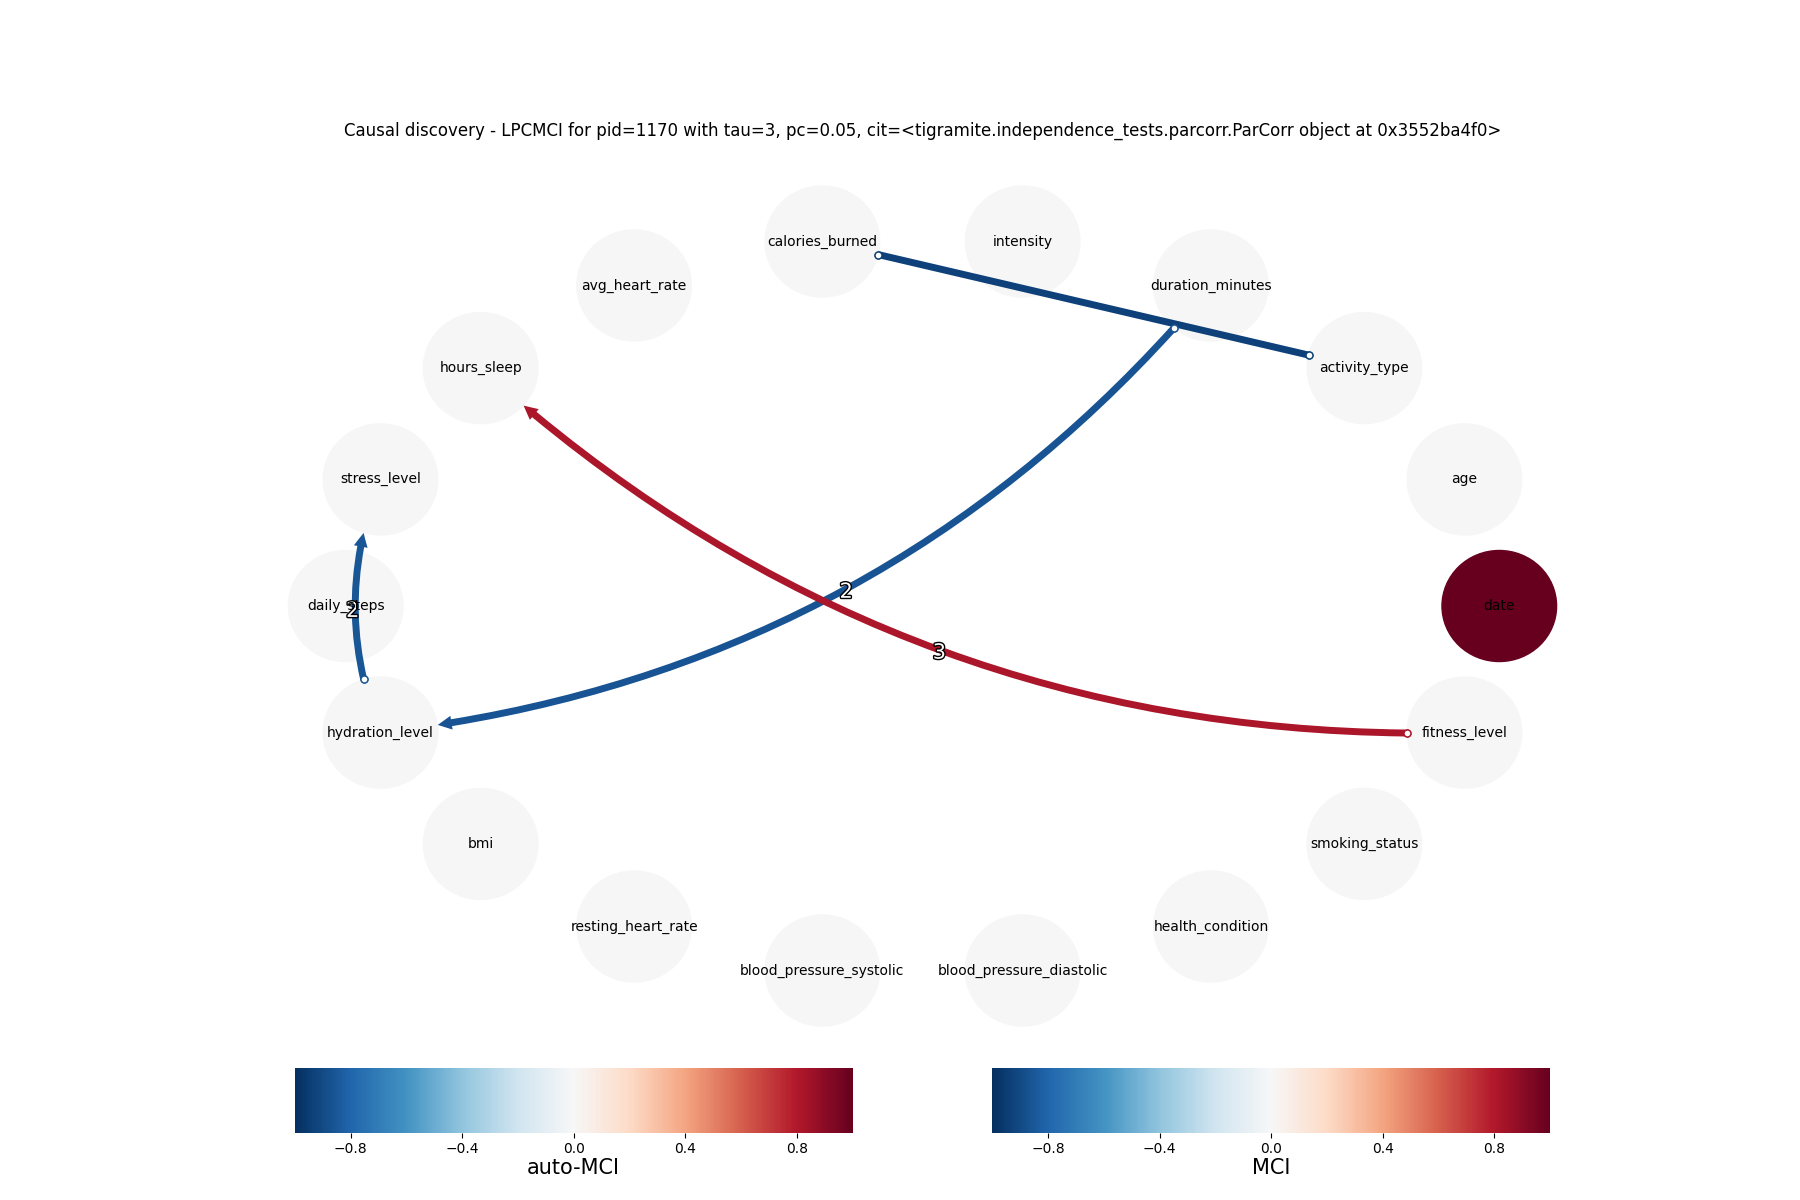 Causal discovery - LPCMCI for pid=1170 with tau=3, pc=0.05, cit=<tigramite.independence_tests.parcorr.ParCorr object at 0x3552ba4f0>
calories_burned
intensity
avg_heart_rate
duration_minutes
hours_sleep
activity_type
stress_level
age
2
daily_steps
2
date
3
hydration_level
fitness_level
bmi
smoking_status
resting_heart_rate
health_condition
blood_pressure_systolic
blood_pressure_diastolic
−0.8 −0.4 0.0 0.4 0.8
auto-MCI
−0.8 −0.4 0.0 0.4 0.8
MCI